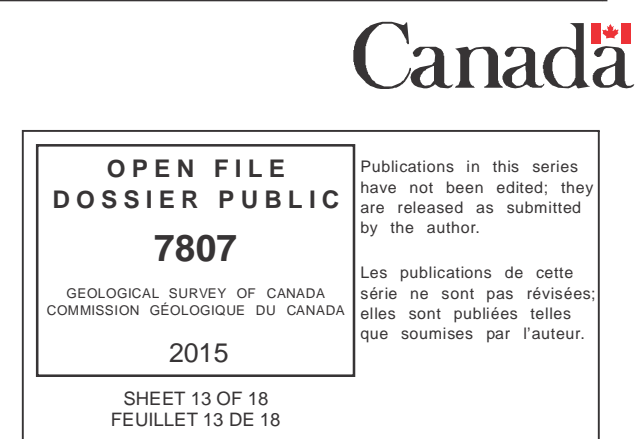 Canada
OPEN FILE
DOSSIER PUBLIC
7807
GEOLOGICAL SURVEY OF CANADA
COMMISSION GÉOLOGIQUE DU CANADA
2015
SHEET 13 OF 18
FEUILLET 13 DE 18
Publications in this series
have not been edited; they
are released as submitted
by the author.
Les publications de cette
série ne sont pas révisées;
elles sont publiées telles
que soumises par l'auteur.